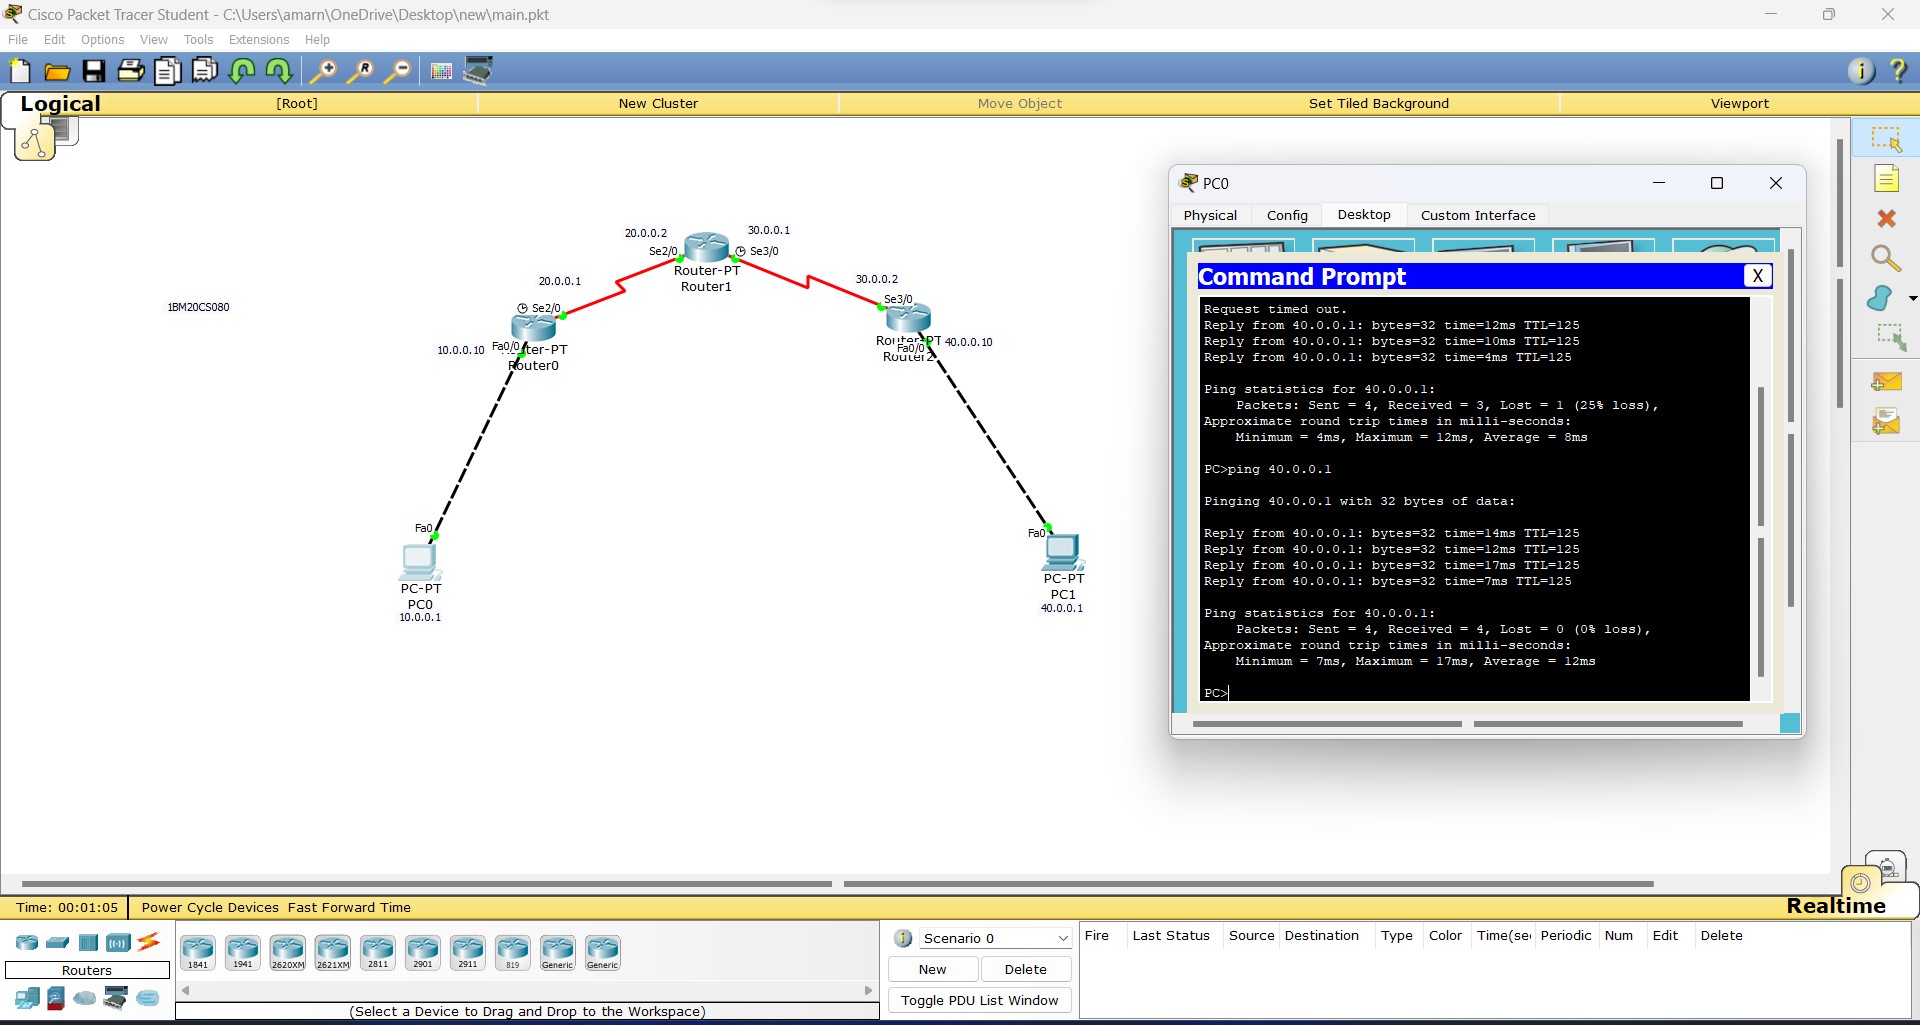 Cisco Packet Tracer Student - C:\Users\amarn\OneDrive\Desktop\new\main.pkt
File Edit Options View Tools Extensions Help
Logical [Root] New Cluster Move Object Set Tiled Background Viewport
1BM20CS080
20.0.0.2 30.0.0.1
Se2/0 Se3/0
Router-PT
Router1
20.0.0.1
Se2/0
10.0.0.10 Fa0/0 ter-PT
Router0
30.0.0.2
Se3/0
Router-PT 40.0.0.10
Fa0/0
Router2
Fa0
PC-PT
PC0
10.0.0.1
Fa0
PC-PT
PC1
40.0.0.1
PC0
Physical Config Desktop Custom Interface
Command Prompt X
Request timed out.
Reply from 40.0.0.1: bytes=32 time=12ms TTL=125
Reply from 40.0.0.1: bytes=32 time=10ms TTL=125
Reply from 40.0.0.1: bytes=32 time=4ms TTL=125
Ping statistics for 40.0.0.1:
Packets: Sent = 4, Received = 3, Lost = 1 (25% loss),
Approximate round trip times in milli-seconds:
Minimum = 4ms, Maximum = 12ms, Average = 8ms
PC>ping 40.0.0.1
Pinging 40.0.0.1 with 32 bytes of data:
Reply from 40.0.0.1: bytes=32 time=14ms TTL=125
Reply from 40.0.0.1: bytes=32 time=12ms TTL=125
Reply from 40.0.0.1: bytes=32 time=17ms TTL=125
Reply from 40.0.0.1: bytes=32 time=7ms TTL=125
Ping statistics for 40.0.0.1:
Packets: Sent = 4, Received = 4, Lost = 0 (0% loss),
Approximate round trip times in milli-seconds:
Minimum = 7ms, Maximum = 17ms, Average = 12ms
PC>
Realtime
Time: 00:01:05 Power Cycle Devices Fast Forward Time
Routers
1841 1941 2620XM 2621XM 2811 2901 2911 819 Generic Generic
(Select a Device to Drag and Drop to the Workspace)
Scenario 0
New Delete
Toggle PDU List Window
Fire Last Status Source Destination Type Color Time(se Periodic Num Edit Delete